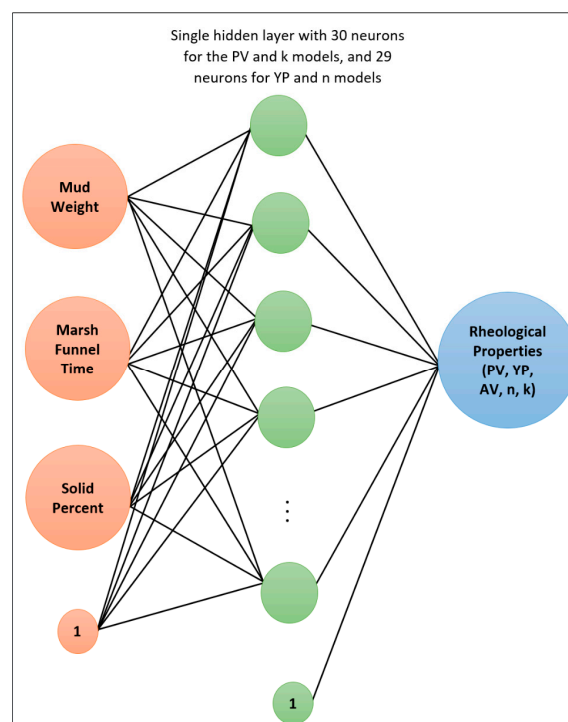 Single hidden layer with 30 neurons
for the PV and k models, and 29
neurons for YP and n models
Mud
Weight
Marsh
Funnel
Time
Solid
Percent
1
Rheological
Properties
(PV, YP,
AV, n, k)
⋮
1